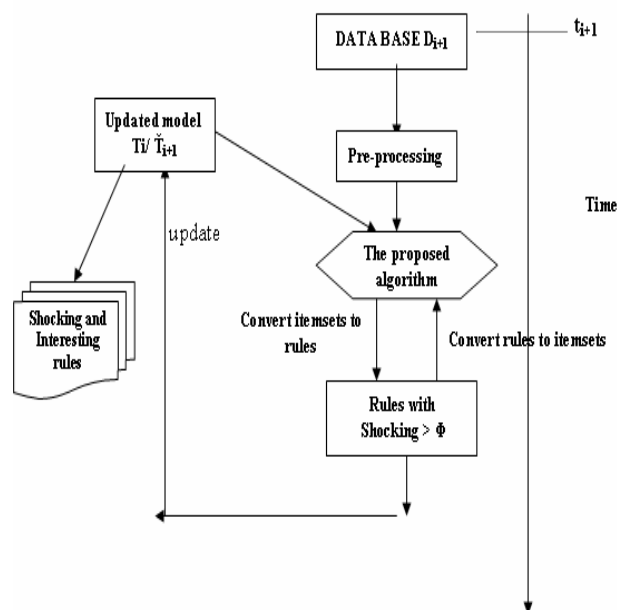 DATA BASE Di+1
ti+1
Updated model
Ti/ Ťi+1
Pre-processing
Time
update
The proposed
algorithm
Shocking and
Interesting
rules
Convert itemsets to
rules
Convert rules to itemsets
Rules with
Shocking > Φ